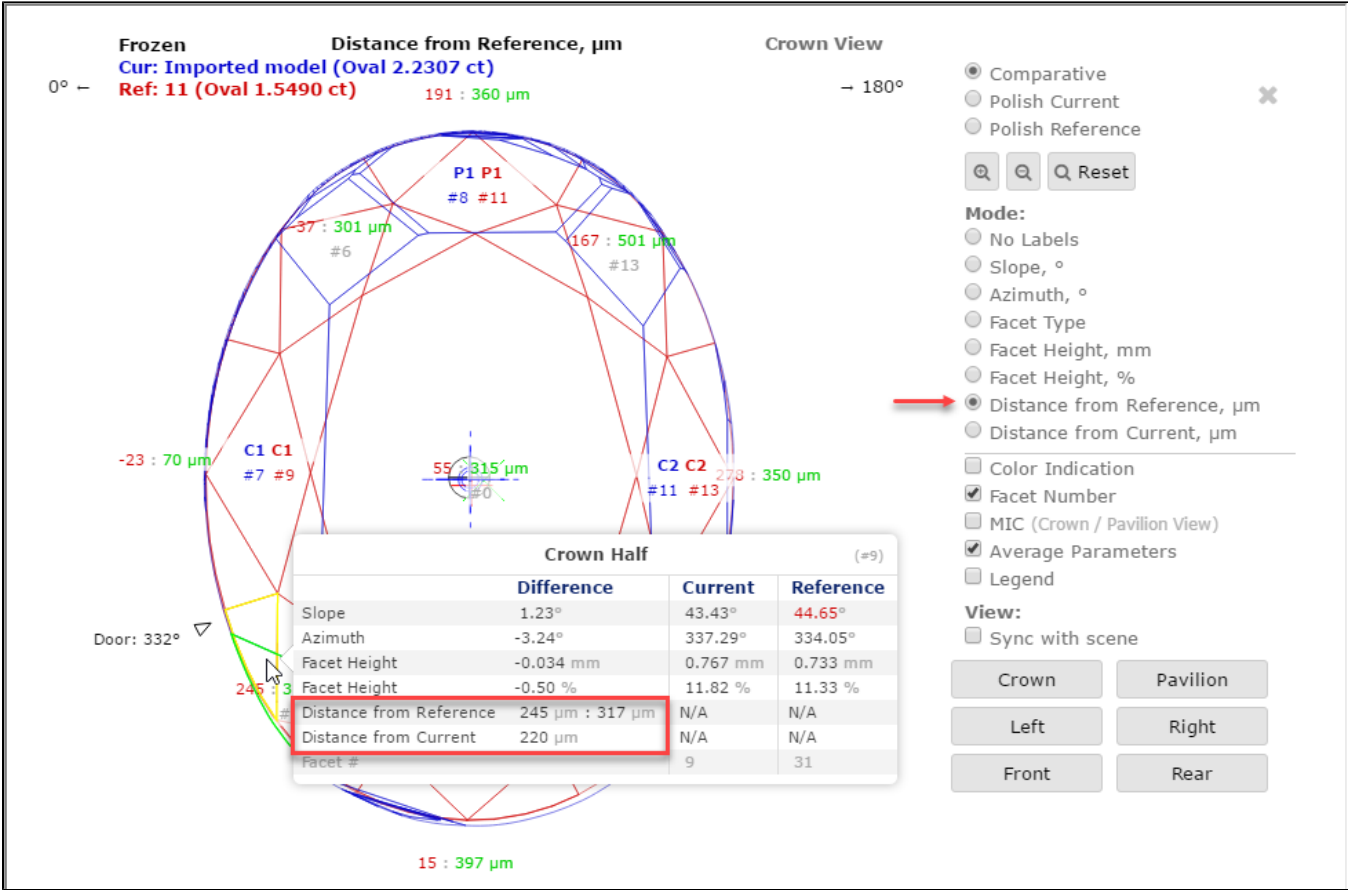 Frozen Distance from Reference, µm Crown View
Cur: Imported model (Oval 2.2307 ct)
0° ← Ref: 11 (Oval 1.5490 ct) → 180°
191 : 360 µm
P1 P1
#8 #11
-37 : 301 µm
#6
167 : 501 µm
#13
-23 : 70 µm
C1 C1
#7 #9
55 : 315 µm
#0
C2 C2
#11 #13
278 : 350 µm
Door: 332°
245 : 3
#
15 : 397 µm
Crown Half (#9)
Difference Current Reference
Slope 1.23° 43.43° 44.65°
Azimuth -3.24° 337.29° 334.05°
Facet Height -0.034 mm 0.767 mm 0.733 mm
Facet Height -0.50 % 11.82 % 11.33 %
Distance from Reference 245 µm : 317 µm N/A N/A
Distance from Current 220 µm N/A N/A
Facet # 9 31
Comparative
Polish Current
Polish Reference
Reset
Mode:
No Labels
Slope, °
Azimuth, °
Facet Type
Facet Height, mm
Facet Height, %
Distance from Reference, µm
Distance from Current, µm
Color Indication
Facet Number
MIC (Crown / Pavilion View)
Average Parameters
Legend
View:
Sync with scene
Crown Pavilion
Left Right
Front Rear